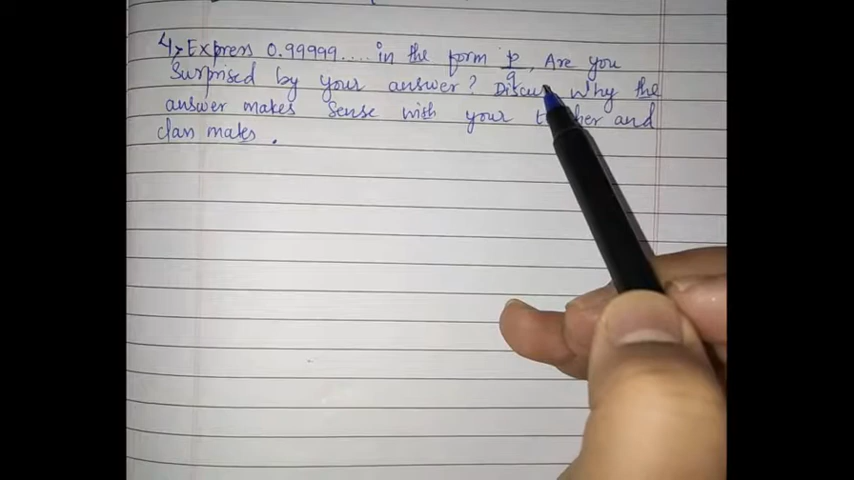 4> Express 0.99999.... in the form p/q, Are you
Surprised by your answer? Discuss why the
answer makes sense with your and
class mates.